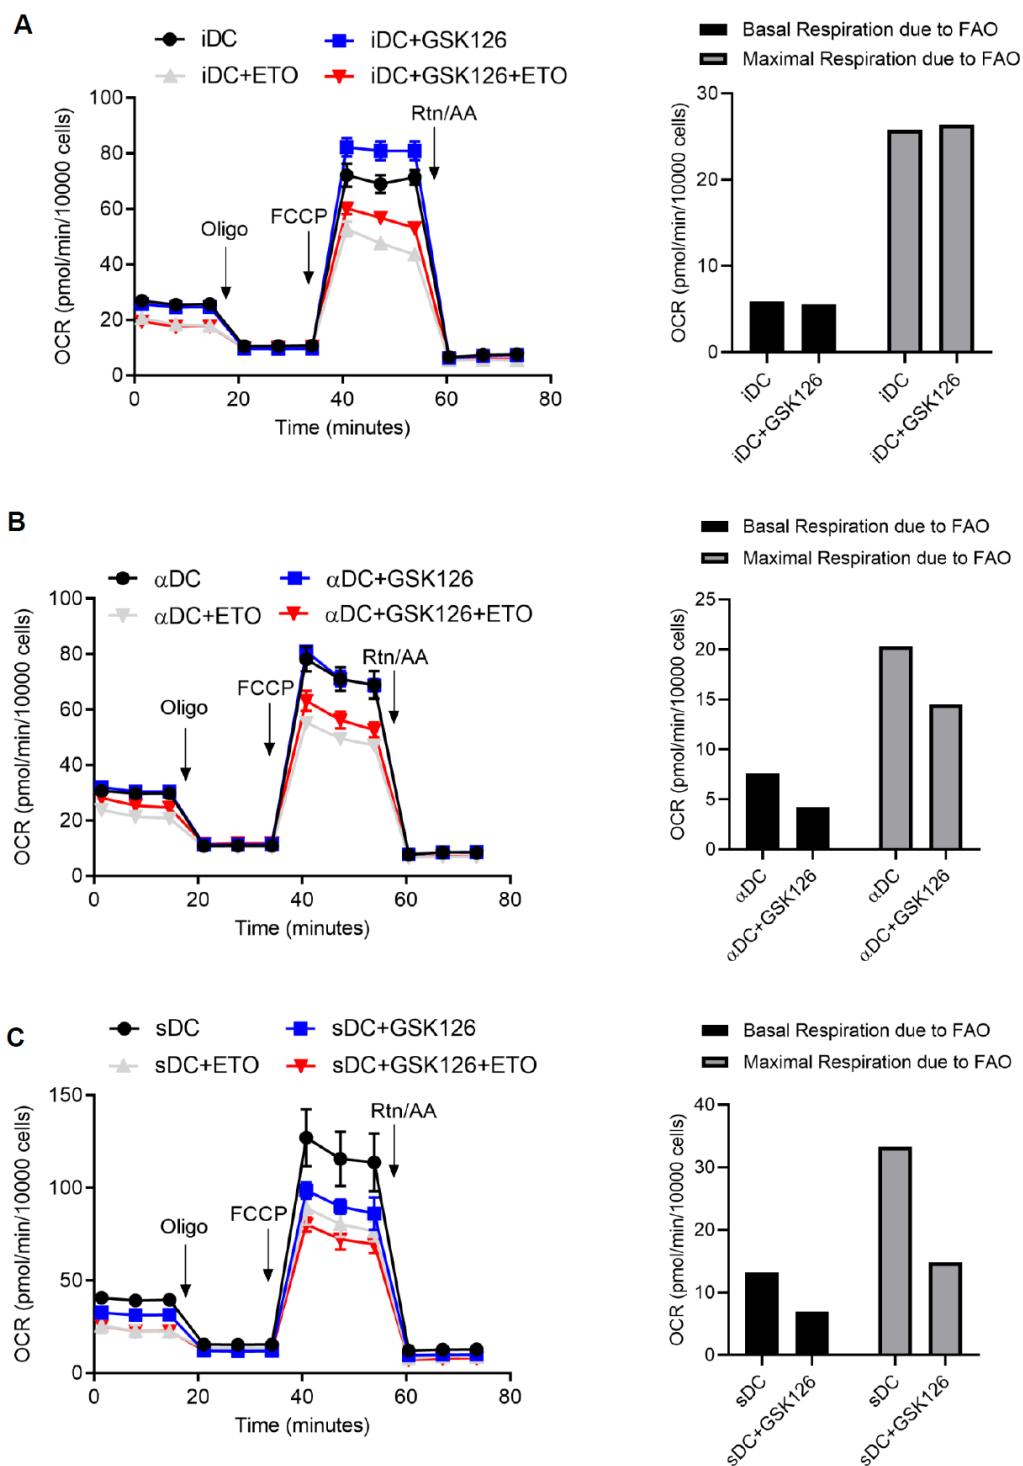 A
iDC
iDC+GSK126
iDC+ETO
iDC+GSK126+ETO
OCR (pmol/min/10000 cells)
100
80
60
40
20
0
Oligo
FCCP
Rtn/AA
0 20 40 60 80
Time (minutes)
Basal Respiration due to FAO
Maximal Respiration due to FAO
OCR (pmol/min/10000 cells)
30
20
10
0
iDC
iDC+GSK126
iDC
iDC+GSK126
B
αDC
αDC+GSK126
αDC+ETO
αDC+GSK126+ETO
OCR (pmol/min/10000 cells)
100
80
60
40
20
0
Oligo
FCCP
Rtn/AA
0 20 40 60 80
Time (minutes)
Basal Respiration due to FAO
Maximal Respiration due to FAO
OCR (pmol/min/10000 cells)
25
20
15
10
5
0
αDC
αDC+GSK126
αDC
αDC+GSK126
C
sDC
sDC+GSK126
sDC+ETO
sDC+GSK126+ETO
OCR (pmol/min/10000 cells)
150
100
50
0
Oligo
FCCP
Rtn/AA
0 20 40 60 80
Time (minutes)
Basal Respiration due to FAO
Maximal Respiration due to FAO
OCR (pmol/min/10000 cells)
40
30
20
10
0
sDC
sDC+GSK126
sDC
sDC+GSK126